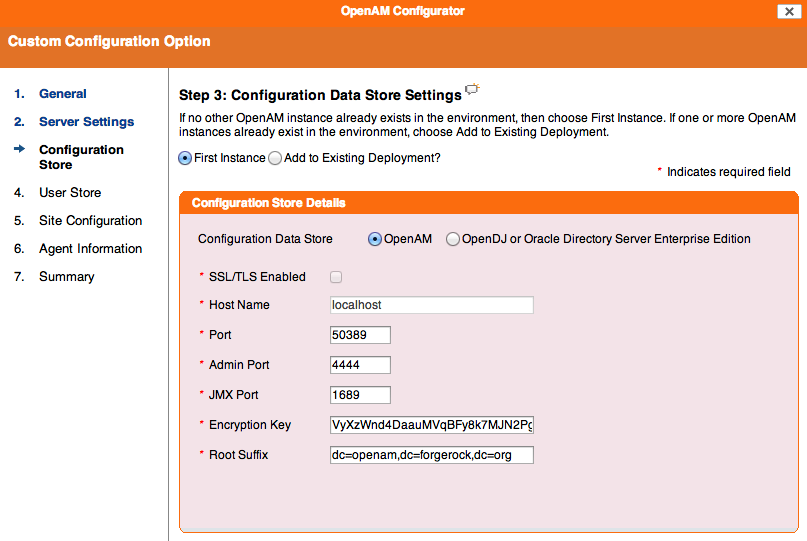 OpenAM Configurator
Custom Configuration Option
1. General
2. Server Settings
Configuration
Store
4. User Store
5. Site Configuration
6. Agent Information
7. Summary
Step 3: Configuration Data Store Settings
If no other OpenAM instance already exists in the environment, then choose First Instance. If one or more OpenAM
instances already exist in the environment, choose Add to Existing Deployment.
First Instance Add to Existing Deployment?
* Indicates required field
Configuration Store Details
Configuration Data Store OpenAM OpenDJ or Oracle Directory Server Enterprise Edition
* SSL/TLS Enabled
* Host Name localhost
* Port 50389
* Admin Port 4444
* JMX Port 1689
* Encryption Key VyXzWnd4DaauMVqBFy8k7MJN2Pg
* Root Suffix dc=openam,dc=forgerock,dc=org